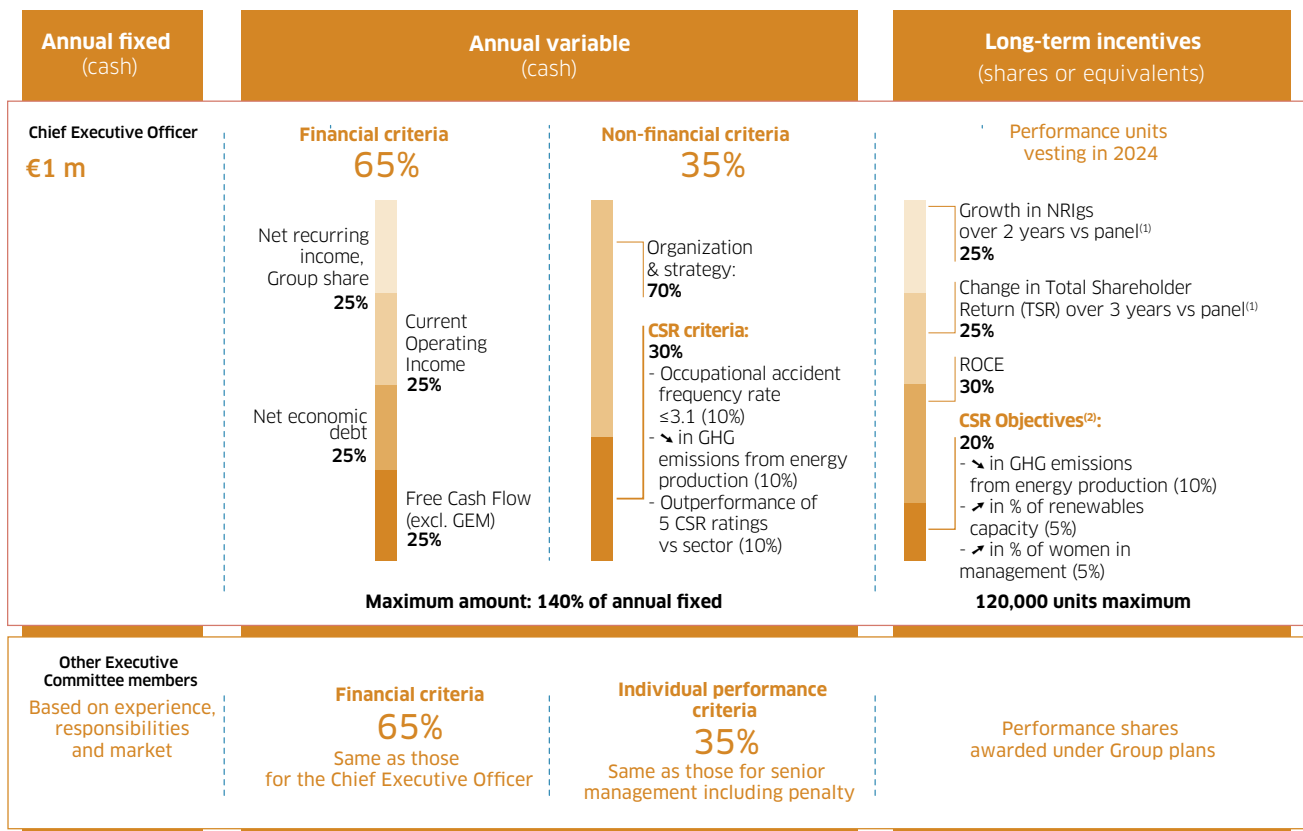 Annual fixed
(cash)
Annual variable
(cash)
Long-term incentives
(shares or equivalents)
Chief Executive Officer
€1 m
Financial criteria
65%
Net recurring
income,
Group share
25%
Current
Operating
Income
25%
Net economic
debt
25%
Free Cash Flow
(excl. GEM)
25%
Non-financial criteria
35%
Organization
& strategy:
70%
CSR criteria:
30%
- Occupational accident
frequency rate
≤3.1 (10%)
- ➘ in GHG
emissions from energy
production (10%)
- Outperformance of
5 CSR ratings
vs sector (10%)
Maximum amount: 140% of annual fixed
Performance units
vesting in 2024
Growth in NRIgs
over 2 years vs panel(1)
25%
Change in Total Shareholder
Return (TSR) over 3 years vs panel(1)
25%
ROCE
30%
CSR Objectives(2):
20%
- ➘ in GHG emissions
from energy production (10%)
- ➚ in % of renewables
capacity (5%)
- ➚ in % of women in
management (5%)
120,000 units maximum
Other Executive
Committee members
Based on experience,
responsibilities
and market
Financial criteria
65%
Same as those
for the Chief Executive Officer
Individual performance
criteria
35%
Same as those for senior
management including penalty
Performance shares
awarded under Group plans